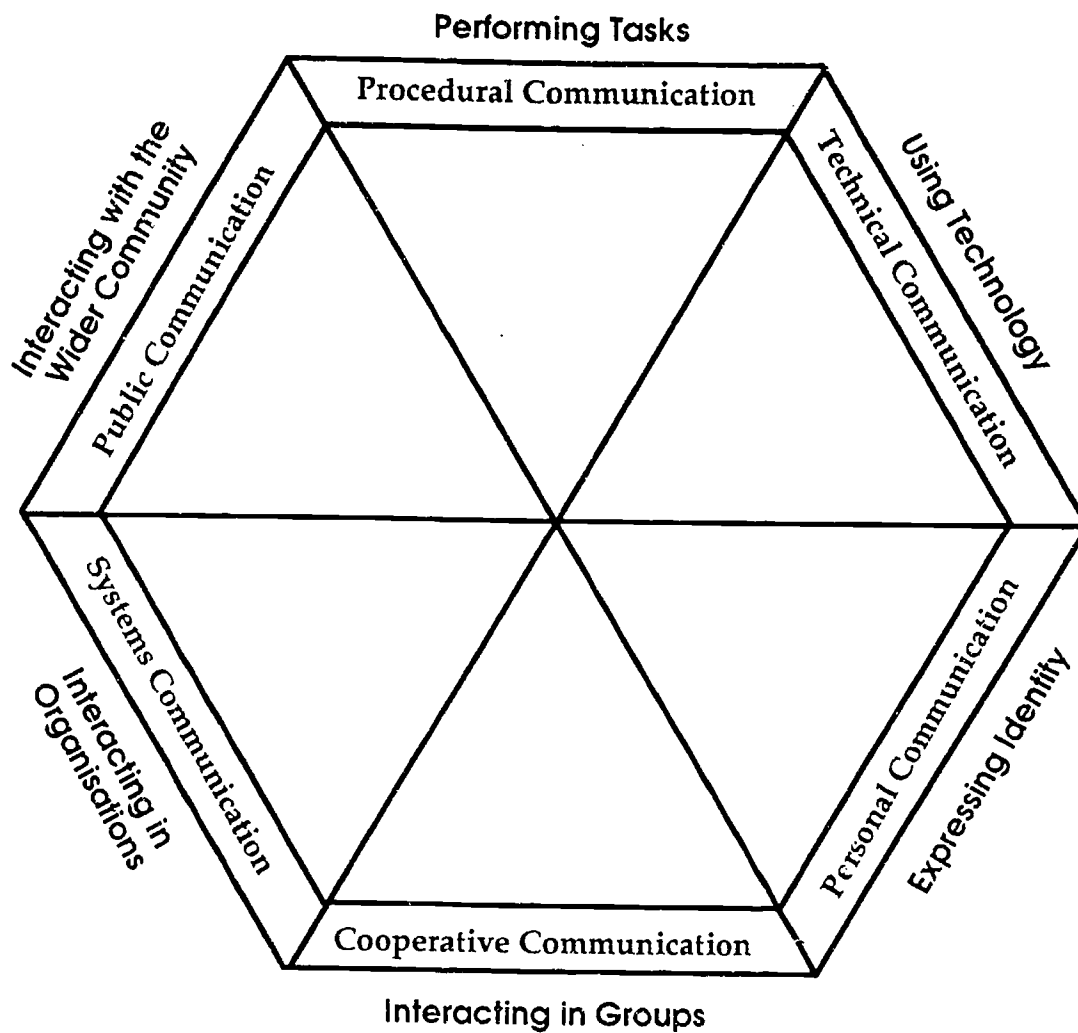 Performing Tasks
Procedural Communication
Using Technology
Technical Communication
Expressing Identity
Personal Communication
Interacting in Groups
Cooperative Communication
Interacting in
Organisations
Systems Communication
Interacting with the
Wider Community
Public Communication